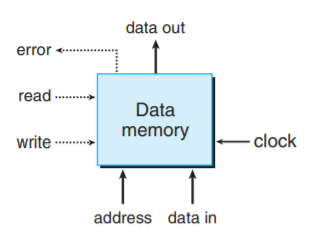 data out
error
read
Data
memory
write
clock
address data in